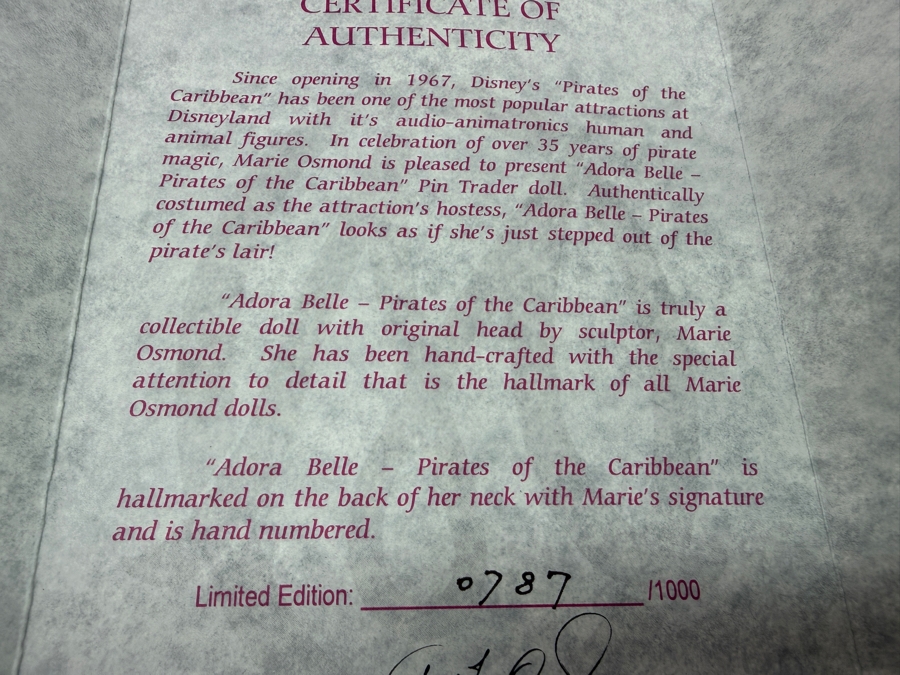 CERTIFICATE OF
AUTHENTICITY
Since opening in 1967, Disney's "Pirates of the
Caribbean" has been one of the most popular attractions at
Disneyland with it's audio-animatronics human and
animal figures. In celebration of over 35 years of pirate
magic, Marie Osmond is pleased to present "Adora Belle –
Pirates of the Caribbean" Pin Trader doll. Authentically
costumed as the attraction's hostess, "Adora Belle – Pirates
of the Caribbean" looks as if she's just stepped out of the
pirate's lair!
"Adora Belle – Pirates of the Caribbean" is truly a
collectible doll with original head by sculptor, Marie
Osmond. She has been hand-crafted with the special
attention to detail that is the hallmark of all Marie
Osmond dolls.
"Adora Belle – Pirates of the Caribbean" is
hallmarked on the back of her neck with Marie's signature
and is hand numbered.
Limited Edition: 0787 /1000